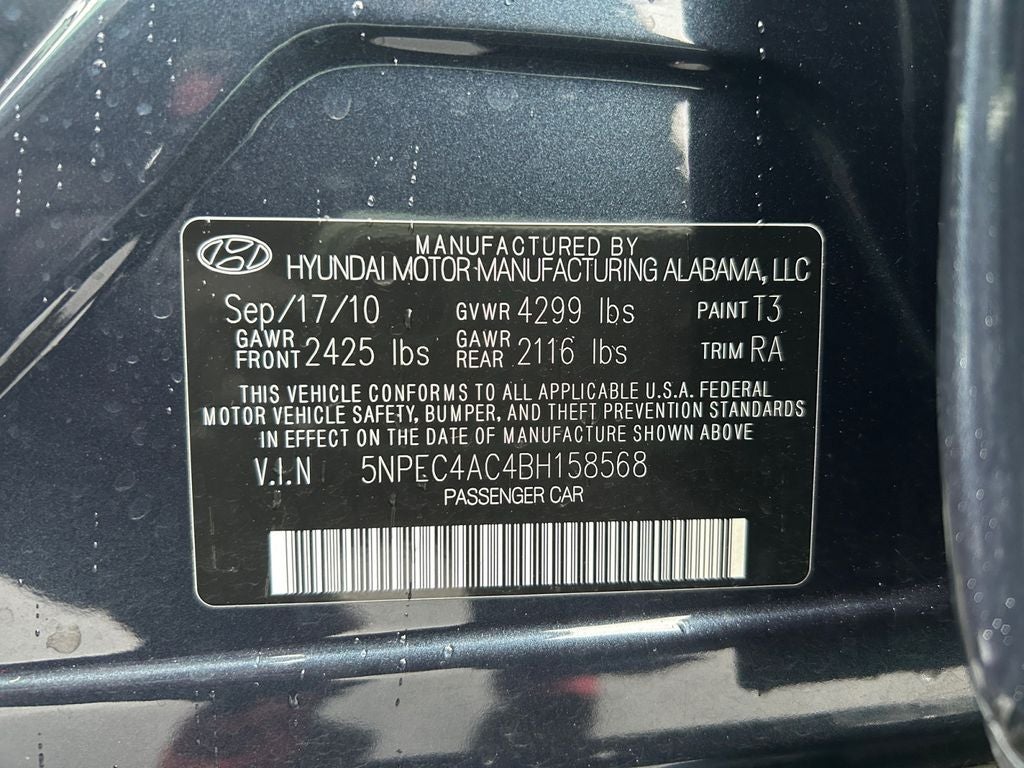 MANUFACTURED BY
HYUNDAI MOTOR MANUFACTURING ALABAMA, LLC
Sep/17/10 GVWR 4299 lbs PAINT T3
GAWR FRONT 2425 lbs GAWR REAR 2116 lbs TRIM RA
THIS VEHICLE CONFORMS TO ALL APPLICABLE U.S.A. FEDERAL
MOTOR VEHICLE SAFETY, BUMPER, AND THEFT PREVENTION STANDARDS
IN EFFECT ON THE DATE OF MANUFACTURE SHOWN ABOVE
V.I.N 5NPEC4AC4BH158568
PASSENGER CAR